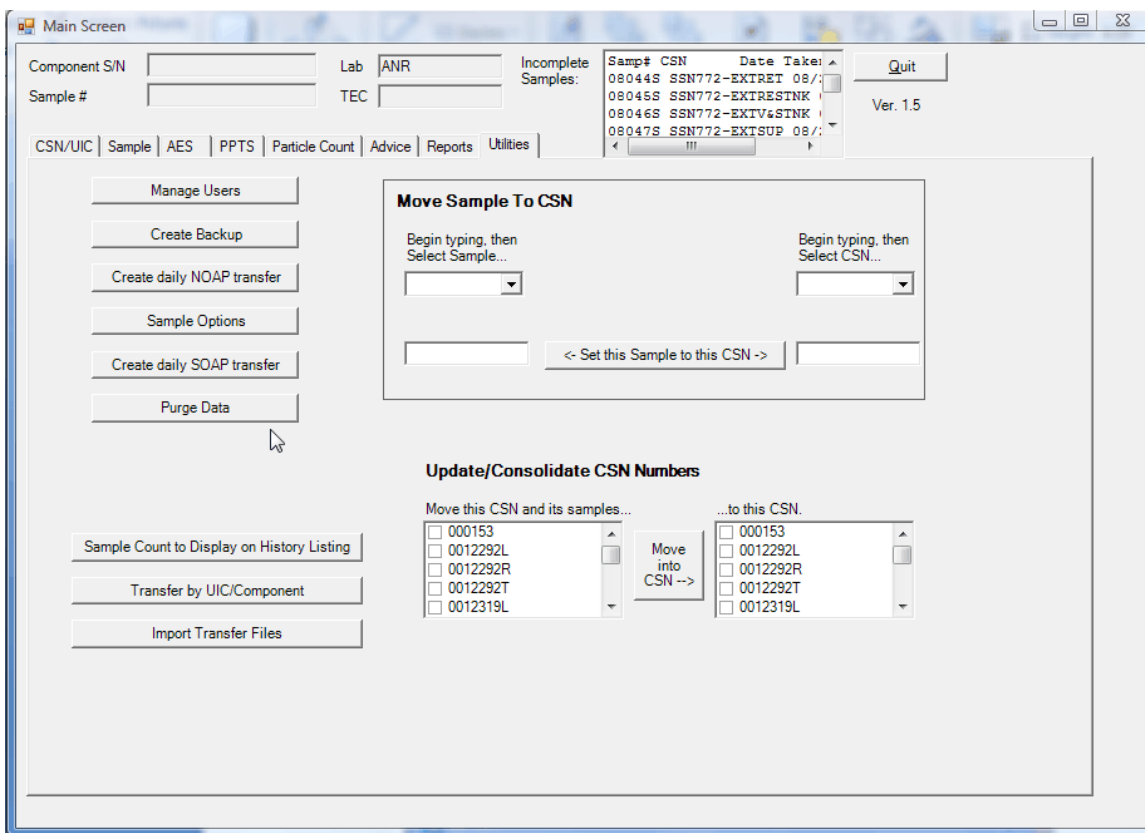 Main Screen
Component S/N
Lab ANR
Incomplete
Samples:
Samp# CSN Date Taken
08044S SSN772-EXTRET 08/
08045S SSN772-EXTRESTNK
08046S SSN772-EXTV&STNK
08047S SSN772-EXTSUP 08/
Quit
Sample #
TEC
Ver. 1.5
CSN/UIC Sample AES PPTS Particle Count Advice Reports Utilities
Manage Users
Create Backup
Create daily NOAP transfer
Sample Options
Create daily SOAP transfer
Purge Data
Move Sample To CSN
Begin typing, then
Select Sample...
Begin typing, then
Select CSN...
<- Set this Sample to this CSN ->
Update/Consolidate CSN Numbers
Move this CSN and its samples...
000153
0012292L
0012292R
0012292T
0012319L
Move
into
CSN -->
...to this CSN.
000153
0012292L
0012292R
0012292T
0012319L
Sample Count to Display on History Listing
Transfer by UIC/Component
Import Transfer Files